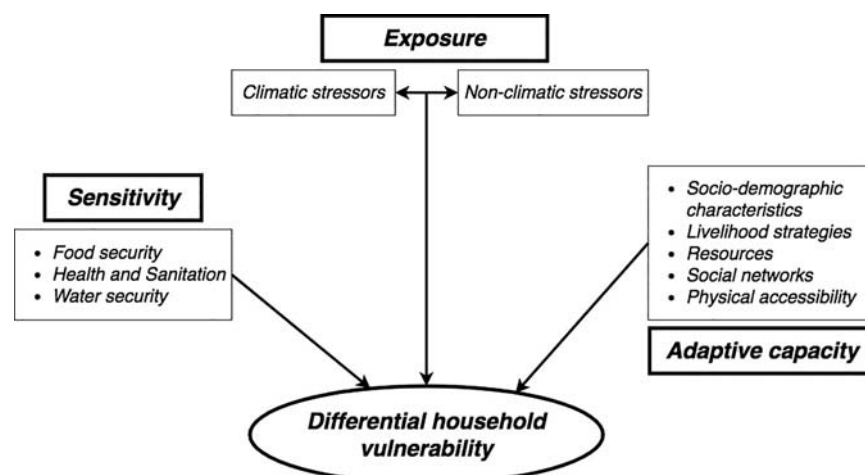 Exposure
Climatic stressors
Non-climatic stressors
Sensitivity
• Food security
• Health and Sanitation
• Water security
• Socio-demographic
characteristics
• Livelihood strategies
• Resources
• Social networks
• Physical accessibility
Adaptive capacity
Differential household
vulnerability